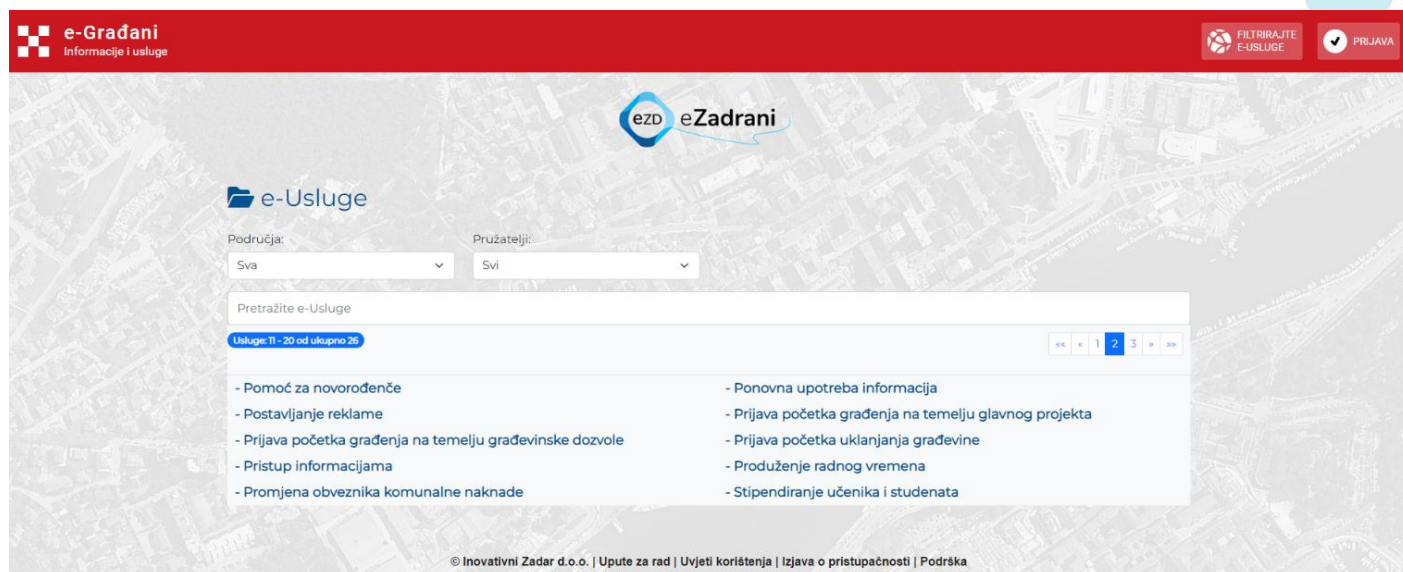 e-Građani
Informacije i usluge
FILTRIRAJTE
E-USLUGE
PRIJAVA
ezd eZadrani
e-Usluge
Područja: Pružatelji:
Sva Svi
Pretražite e-Usluge
Usluge: 11 - 20 od ukupno 26 «« « 1 2 3 » »»
- Pomoć za novorođenče - Ponovna upotreba informacija
- Postavljanje reklame - Prijava početka građenja na temelju glavnog projekta
- Prijava početka građenja na temelju građevinske dozvole - Prijava početka uklanjanja građevine
- Pristup informacijama - Produženje radnog vremena
- Promjena obveznika komunalne naknade - Stipendiranje učenika i studenata
© Inovativni Zadar d.o.o. | Upute za rad | Uvjeti korištenja | Izjava o pristupačnosti | Podrška